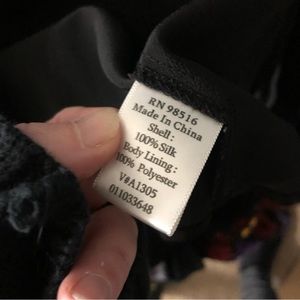 RN 98516
Made In China
Shell:
100% Silk
Body Lining:
100% Polyester
V#A1305
011033648